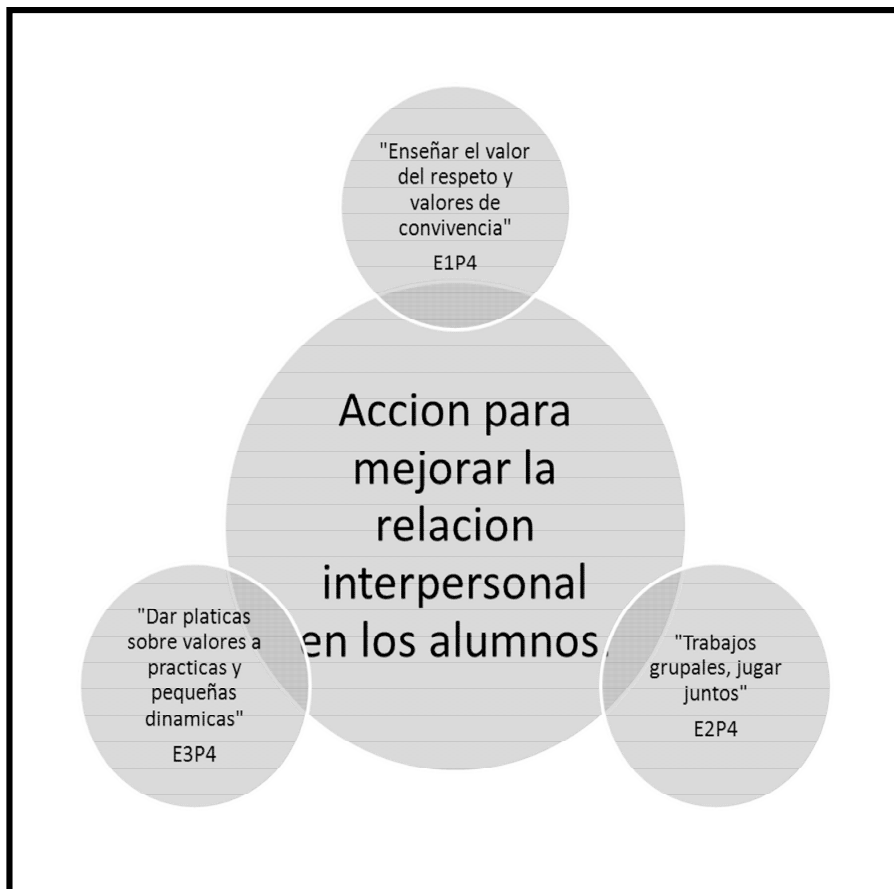 "Enseñar el valor
del respeto y
valores de
convivencia"
E1P4
Accion para
mejorar la
relacion
interpersonal
en los alumnos.
"Dar platicas
sobre valores a
practicas y
pequeñas
dinamicas"
E3P4
"Trabajos
grupales, jugar
juntos"
E2P4